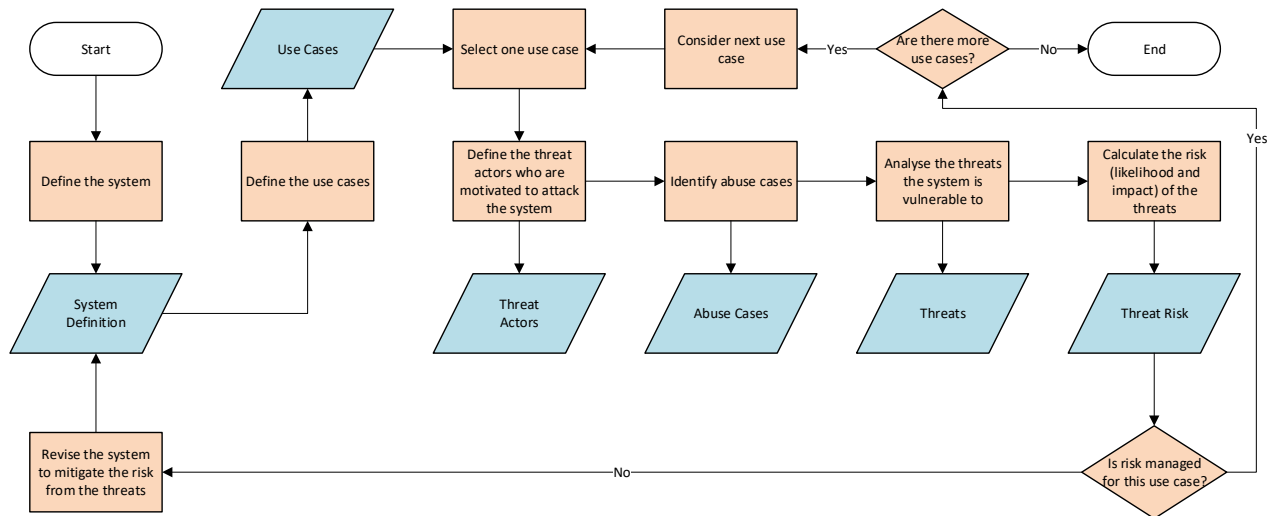 Start
Use Cases
Select one use case
Consider next use
case
Yes
Are there more
use cases?
No
End
Yes
Define the system
Define the use cases
Define the threat
actors who are
motivated to attack
the system
Identify abuse cases
Analyse the threats
the system is
vulnerable to
Calculate the risk
(likelihood and
impact) of the
threats
System
Definition
Threat
Actors
Abuse Cases
Threats
Threat Risk
Revise the system
to mitigate the risk
from the threats
No
Is risk managed
for this use case?